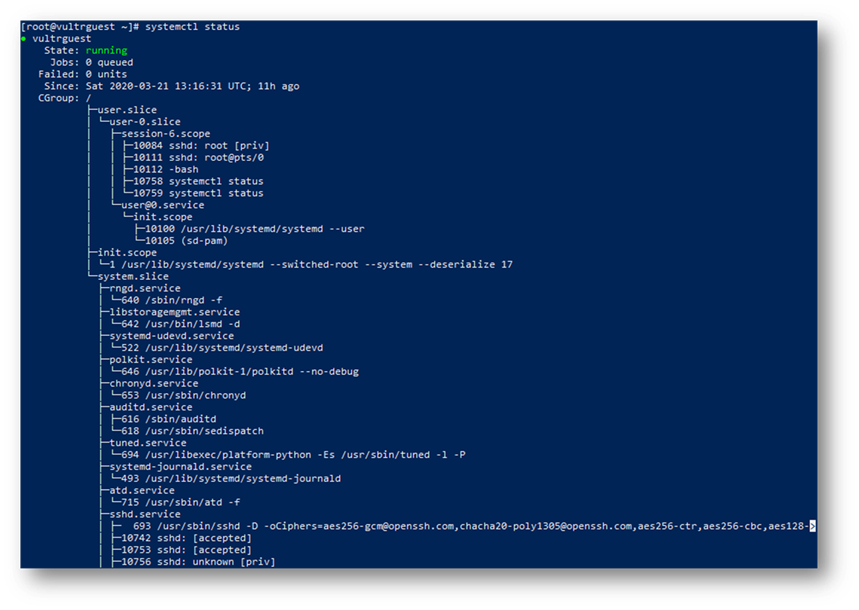 [root@vultrguest ~]# systemctl status
● vultrguest
    State: running
     Jobs: 0 queued
   Failed: 0 units
    Since: Sat 2020-03-21 13:16:31 UTC; 11h ago
   CGroup: /
           ├─user.slice
           │ └─user-0.slice
           │   ├─session-6.scope
           │   │ ├─10084 sshd: root [priv]
           │   │ ├─10111 sshd: root@pts/0
           │   │ ├─10112 -bash
           │   │ ├─10758 systemctl status
           │   │ └─10759 systemctl status
           │   └─user@0.service
           │     └─init.scope
           │       ├─10100 /usr/lib/systemd/systemd --user
           │       └─10105 (sd-pam)
           ├─init.scope
           │ └─1 /usr/lib/systemd/systemd --switched-root --system --deserialize 17
           └─system.slice
             ├─rngd.service
             │ └─640 /sbin/rngd -f
             ├─libstoragemgmt.service
             │ └─642 /usr/bin/lsmd -d
             ├─systemd-udevd.service
             │ └─522 /usr/lib/systemd/systemd-udevd
             ├─polkit.service
             │ └─646 /usr/lib/polkit-1/polkitd --no-debug
             ├─chronyd.service
             │ └─653 /usr/sbin/chronyd
             ├─auditd.service
             │ ├─616 /sbin/auditd
             │ └─618 /usr/sbin/sedispatch
             ├─tuned.service
             │ └─694 /usr/libexec/platform-python -Es /usr/sbin/tuned -l -P
             ├─systemd-journald.service
             │ └─493 /usr/lib/systemd/systemd-journald
             ├─atd.service
             │ └─715 /usr/sbin/atd -f
             ├─sshd.service
             │ ├─  693 /usr/sbin/sshd -D -oCiphers=aes256-gcm@openssh.com,chacha20-poly1305@openssh.com,aes256-ctr,aes256-cbc,aes128->
             │ ├─10742 sshd: [accepted]
             │ ├─10753 sshd: [accepted]
             │ ├─10756 sshd: unknown [priv]